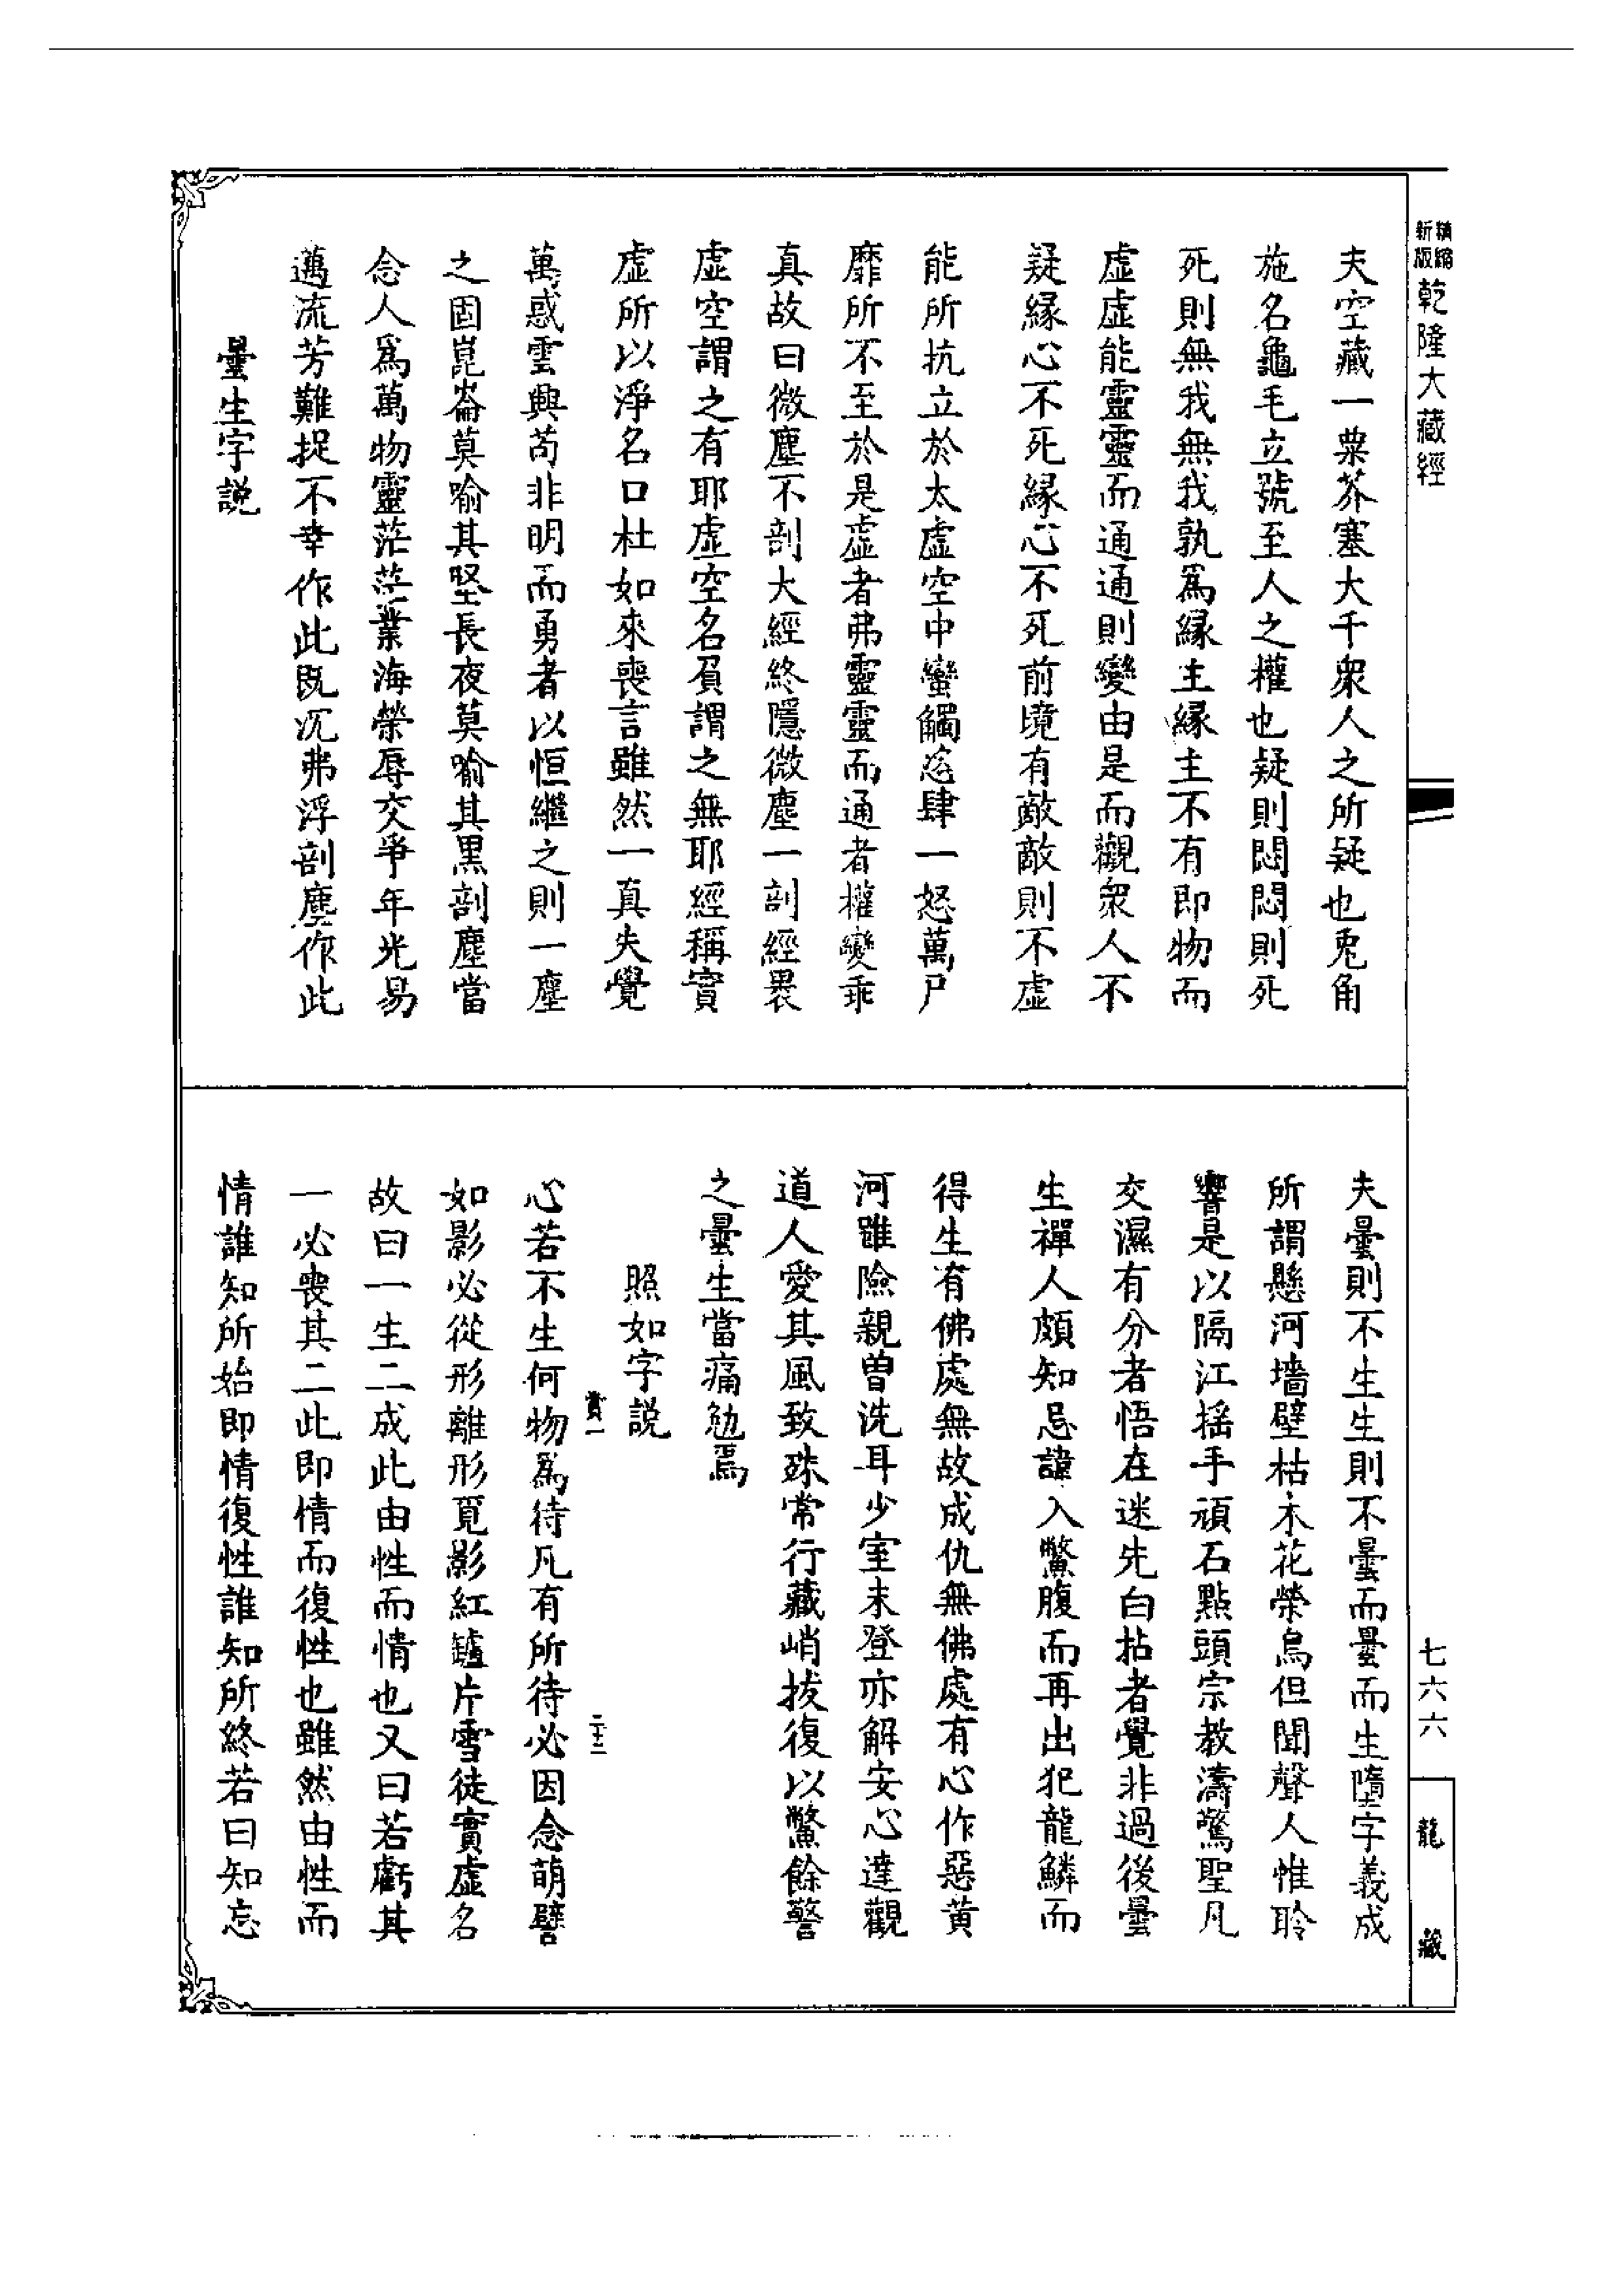 精縮新版乾隆大藏經
夫空藏一粟芥塞大千衆人之所疑也兎角
施名龜毛立號至人之權也疑則悶悶則死
死則無我無我孰爲緣主緣主不有即物而
虛虛能靈靈而通通則變由是而觀衆人不
疑緣心不死緣心不死前境有敵敵則不虛
能所抗立於太虛空中蠻觸恣肆一怒萬尸
靡所不至於是虛者弗靈靈而通者權變乖
真故曰微塵不剖大經終隱微塵一剖經畏
虛空謂之有耶虛空名眉謂之無耶經稱實
虛所以淨名口杜如來喪言雖然一真失覺
萬惑雲興苟非明而勇者以恒繼之則一塵
之固崑崙莫喻其堅長夜莫喻其黑剖塵當
念人爲萬物靈茫茫業海榮辱交爭年光易
邁流芳難捉不幸作此既沉弗浮剖塵作此
曇生字説
夫曇則不生生則不曇而曇而生隋字義成
所謂懸河墻壁枯木花榮烏但聞聲人惟聆
響是以隔江搖手頑石點頭宗教濤驚聖凡
交濕有分者悟在迷先白拈者覺非過後曇
生禪人頗知忌諱入鱉腹而再出犯龍鱗而
得生有佛處無故成仇無佛處有心作惡黄
河雖險親曽洗耳少室未登亦解安心達觀
道人愛其風致殊常行藏峭拔復以鱉餘警
之曇生當痛勉焉
照如字説
賞一
二三
心若不生何物爲待凡有所待必因念萌譬
如影必從形離形覓影紅鑪片雪徒實虛名
故曰一生二成此由性而情也又曰若虧其
一必喪其二此即情而復性也雖然由性而
情誰知所始即情復性誰知所終若曰知忘
七六六
龍藏